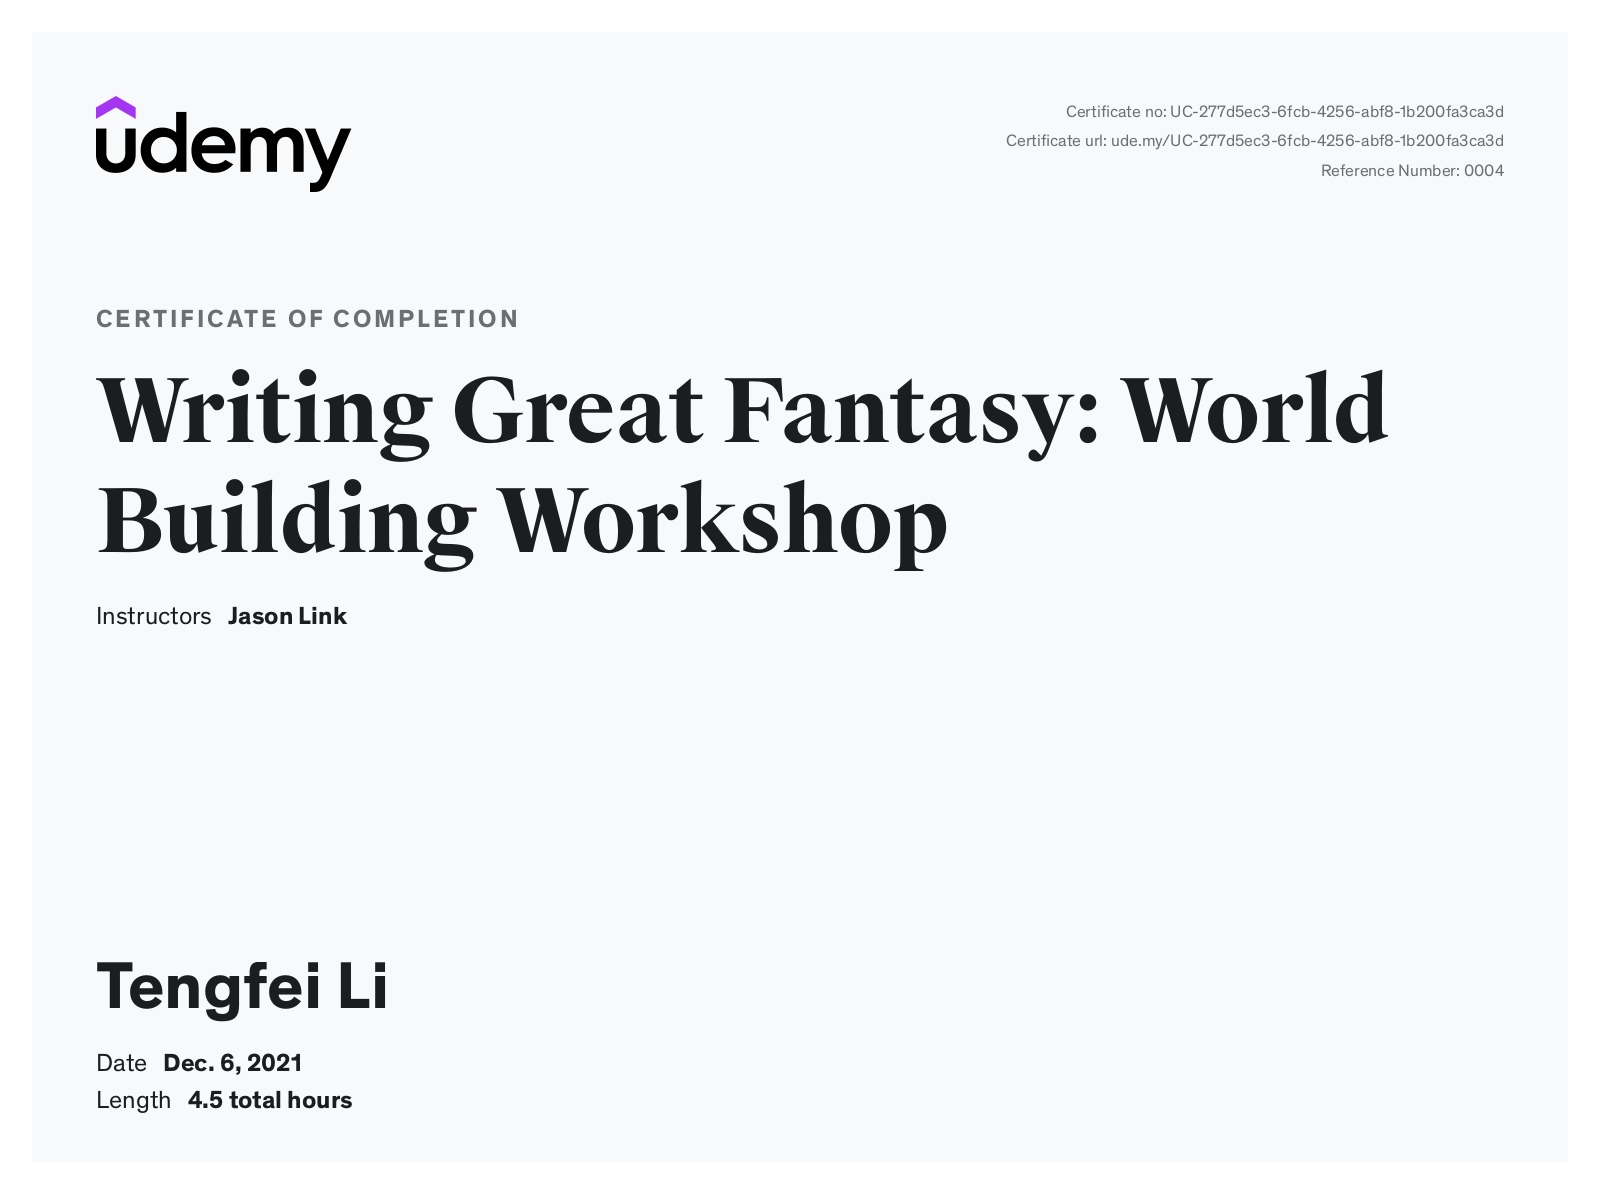 udemy
Certificate no: UC-277d5ec3-6fcb-4256-abf8-1b200fa3ca3d
Certificate url: ude.my/UC-277d5ec3-6fcb-4256-abf8-1b200fa3ca3d
Reference Number: 0004
CERTIFICATE OF COMPLETION
Writing Great Fantasy: World
Building Workshop
Instructors Jason Link
Tengfei Li
Date Dec. 6, 2021
Length 4.5 total hours